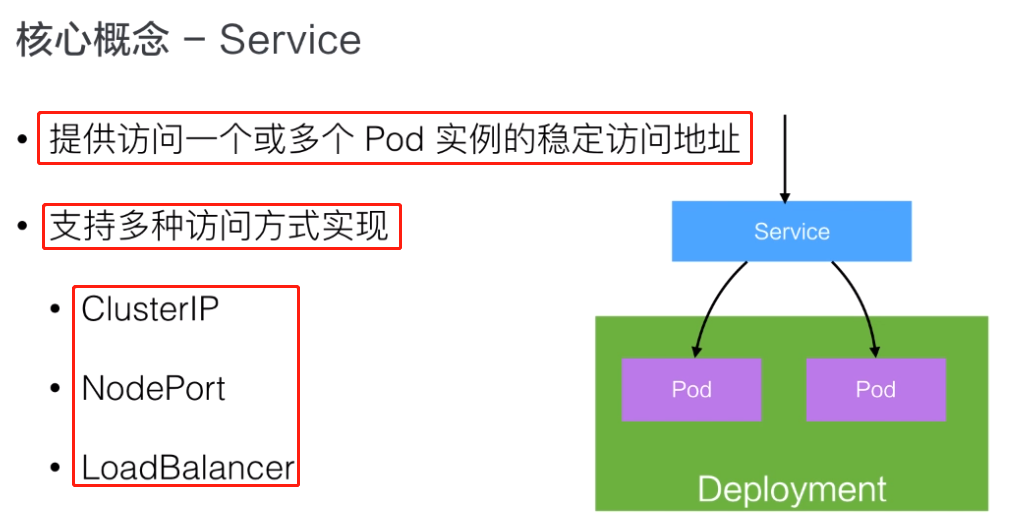 核心概念 – Service
• 提供访问一个或多个 Pod 实例的稳定访问地址
• 支持多种访问方式实现
• ClusterIP
• NodePort
• LoadBalancer
Service
Pod
Pod
Deployment